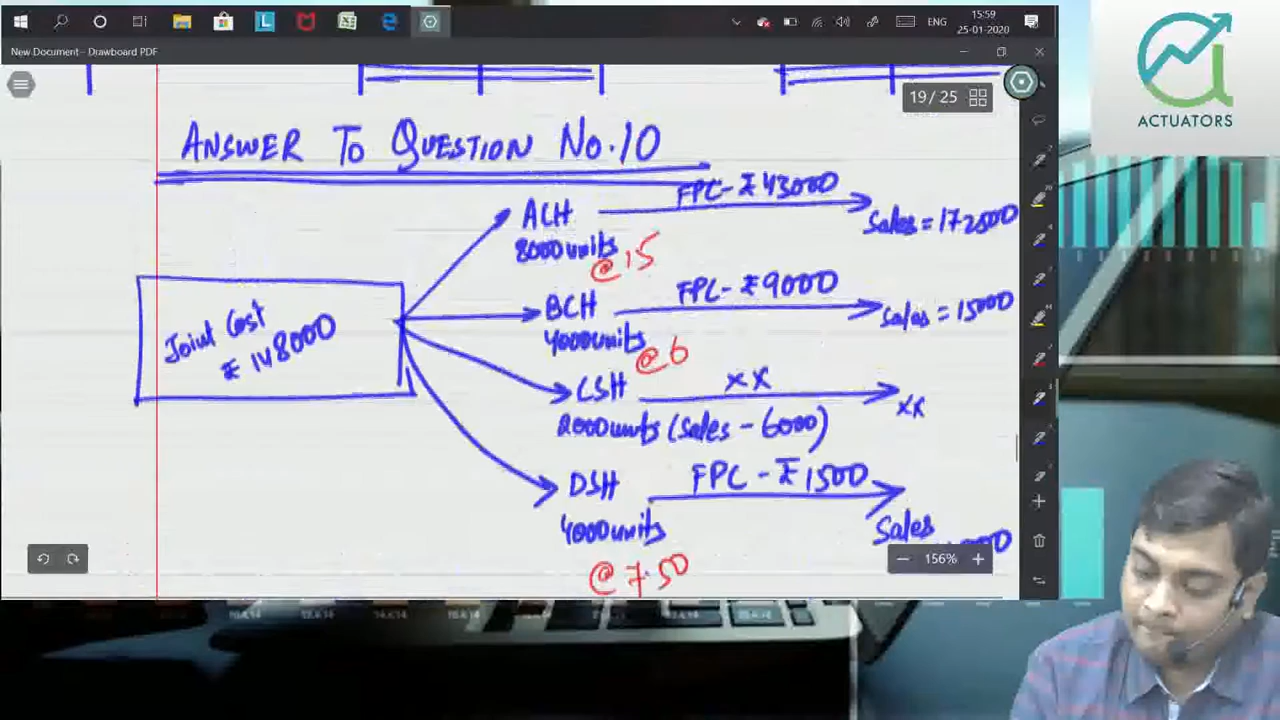 15:59
ENG
25-01-2020
New Document - Drawboard PDF
19 / 25
ACTUATORS
ANSWER TO QUESTION NO.10
FPC - ₹ 43000
ACH
Sales = 172500
8000 units
@ 15
FPC - ₹ 9000
BCH
Sales = 15000
4000 units
@ 6
Joint Cost
₹ 148000
CSH
XX
XX
2000 units (Sales - 6000)
DSH
FPC - ₹ 1500
4000 units
Sales
156%
@ 7.50